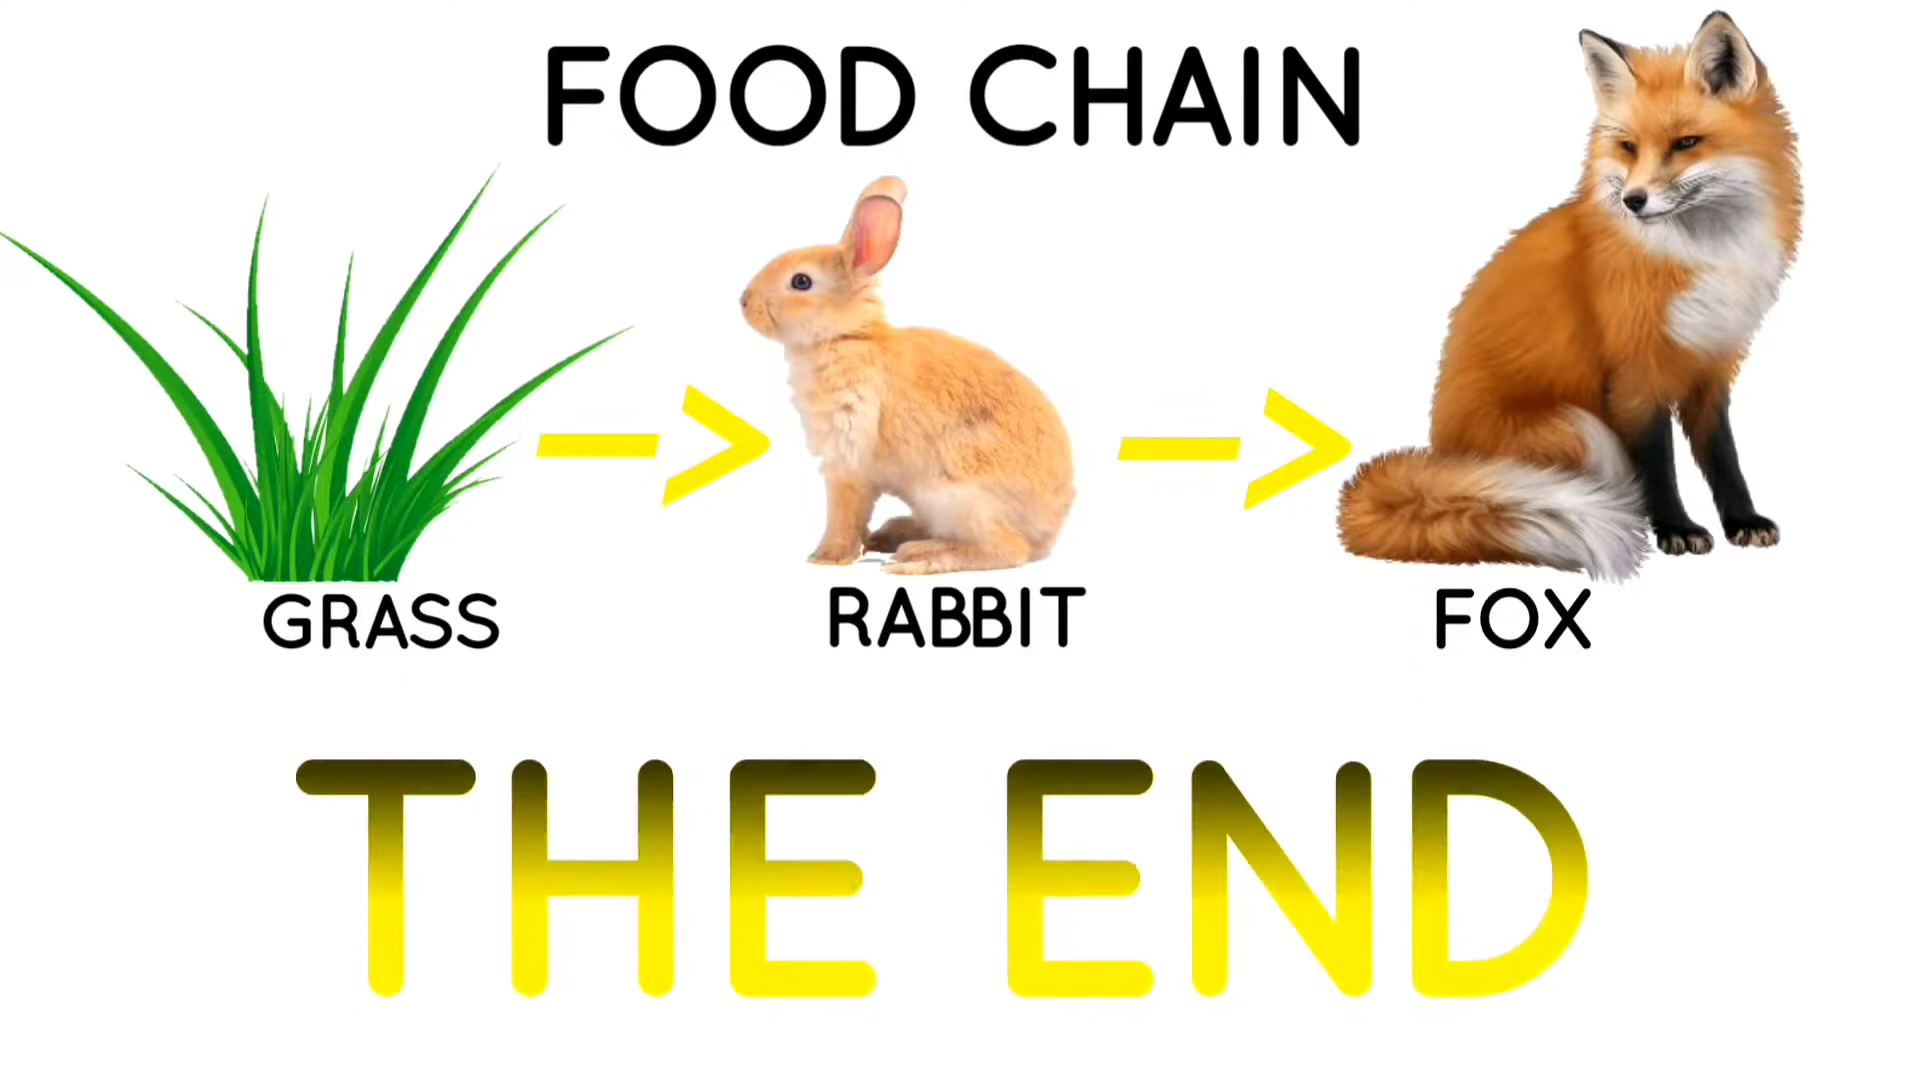 FOOD CHAIN
GRASS
RABBIT
FOX
THE END